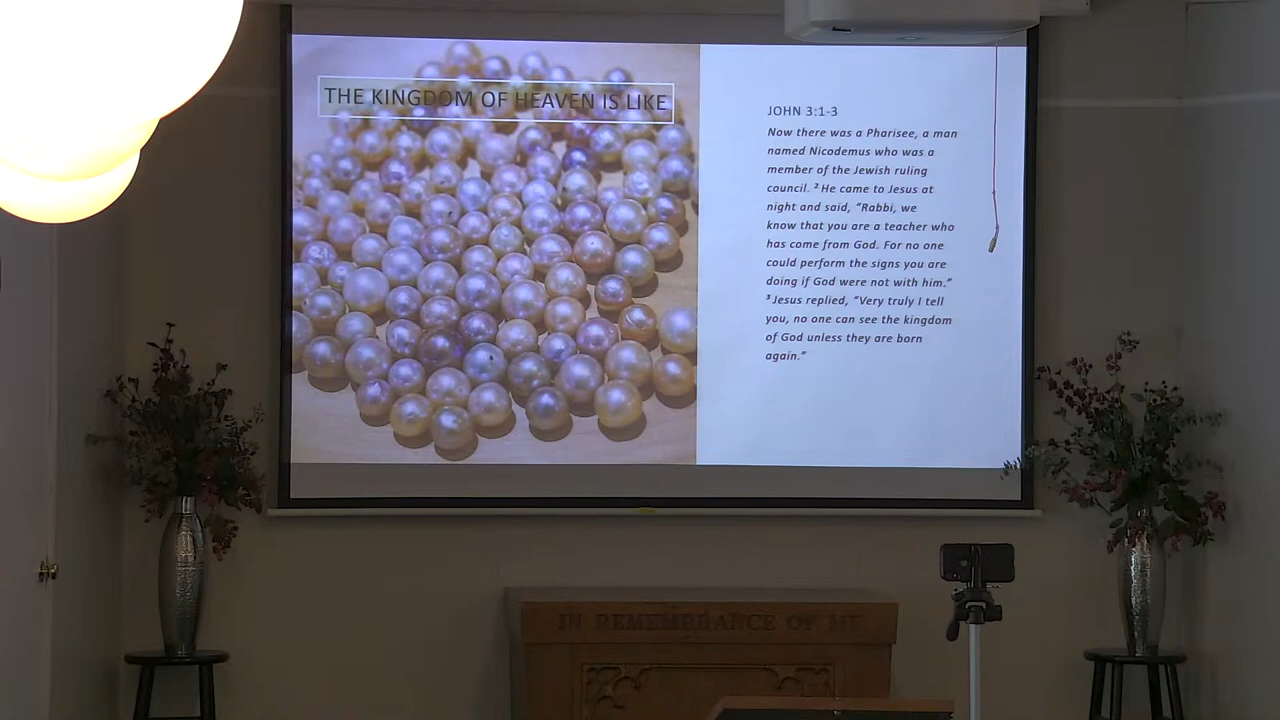 THE KINGDOM OF HEAVEN IS LIKE
JOHN 3:1-3
Now there was a Pharisee, a man
named Nicodemus who was a
member of the Jewish ruling
council. ² He came to Jesus at
night and said, “Rabbi, we
know that you are a teacher who
has come from God. For no one
could perform the signs you are
doing if God were not with him.”
³ Jesus replied, “Very truly I tell
you, no one can see the kingdom
of God unless they are born
again.”
IN REMEMBRANCE OF ME